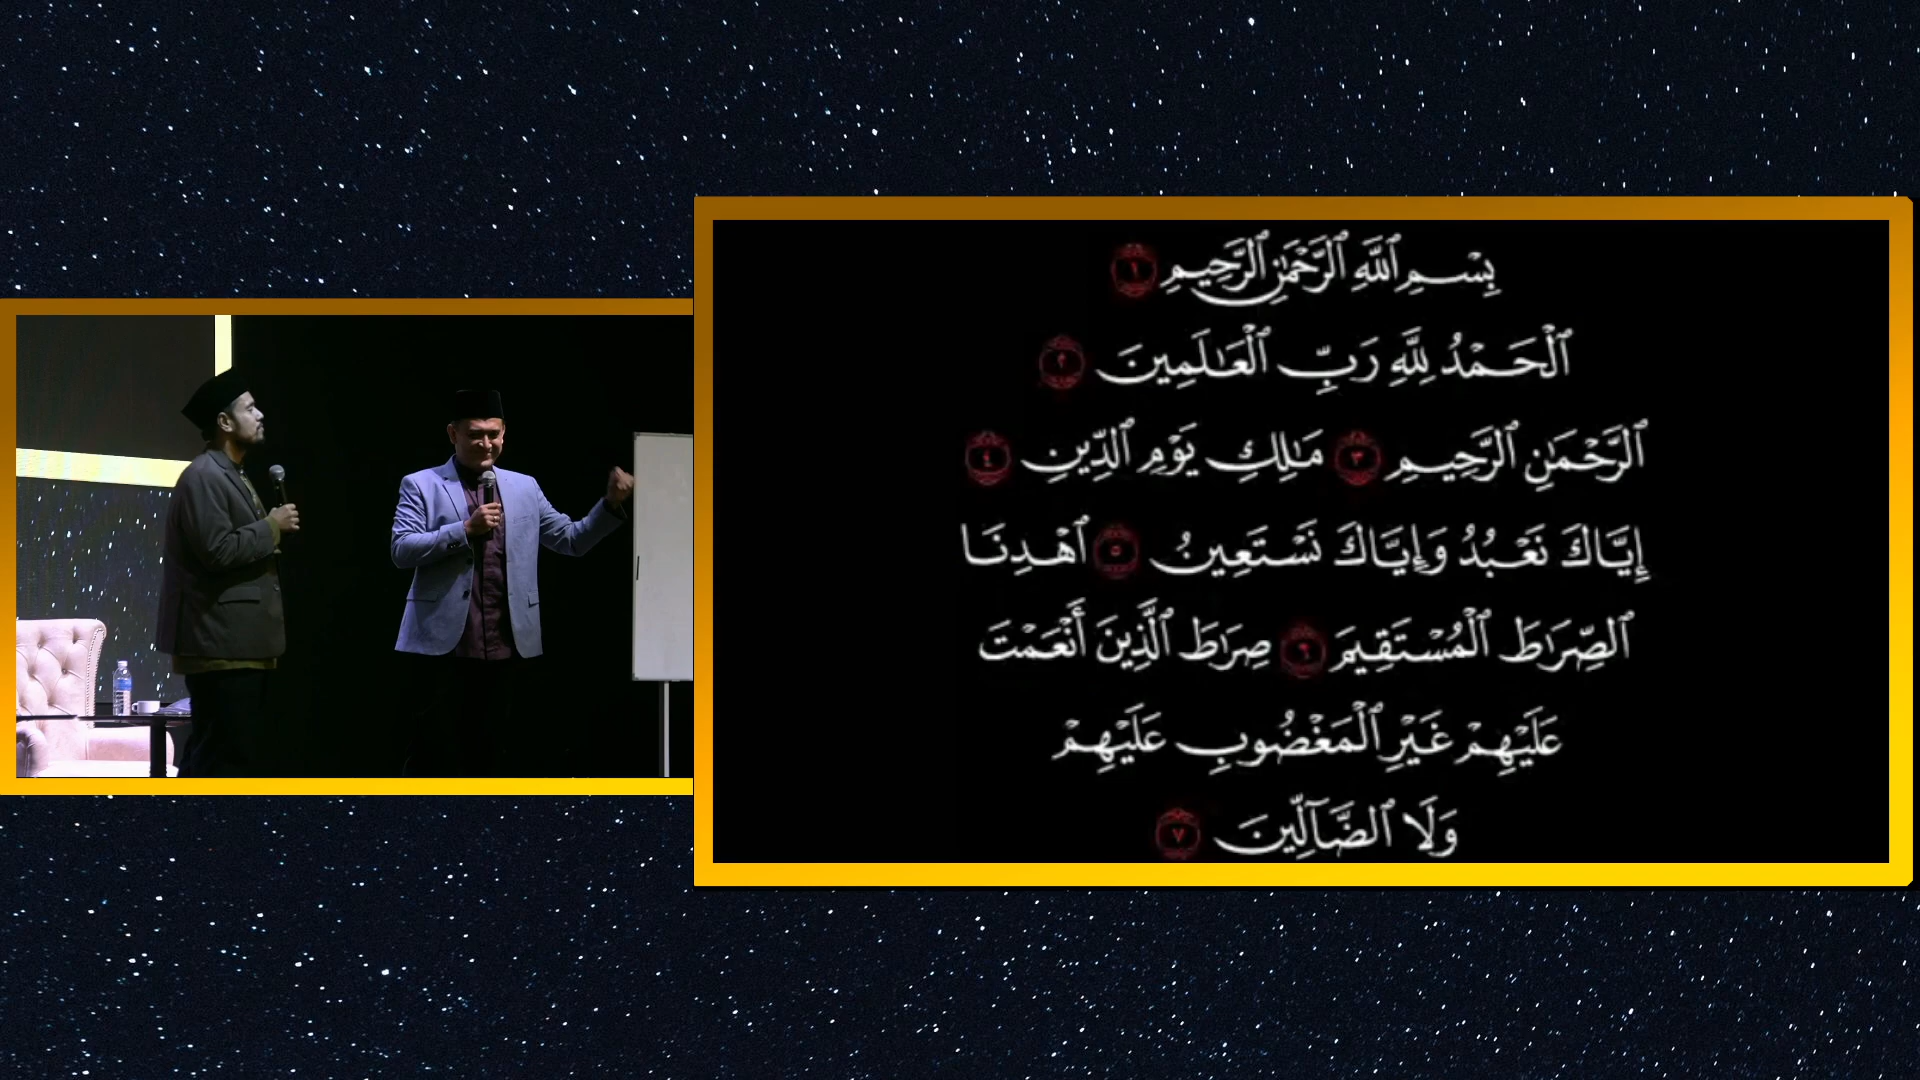 بِسْمِ ٱللَّهِ ٱلرَّحْمَٰنِ ٱلرَّحِيمِ ١
ٱلْحَمْدُ لِلَّهِ رَبِّ ٱلْعَٰلَمِينَ ٢
ٱلرَّحْمَٰنِ ٱلرَّحِيمِ ٣ مَٰلِكِ يَوْمِ ٱلدِّينِ ٤
إِيَّاكَ نَعْبُدُ وَإِيَّاكَ نَسْتَعِينُ ٥ ٱهْدِنَا
ٱلصِّرَٰطَ ٱلْمُسْتَقِيمَ ٦ صِرَٰطَ ٱلَّذِينَ أَنْعَمْتَ
عَلَيْهِمْ غَيْرِ ٱلْمَغْضُوبِ عَلَيْهِمْ
وَلَا ٱلضَّآلِّينَ ٧